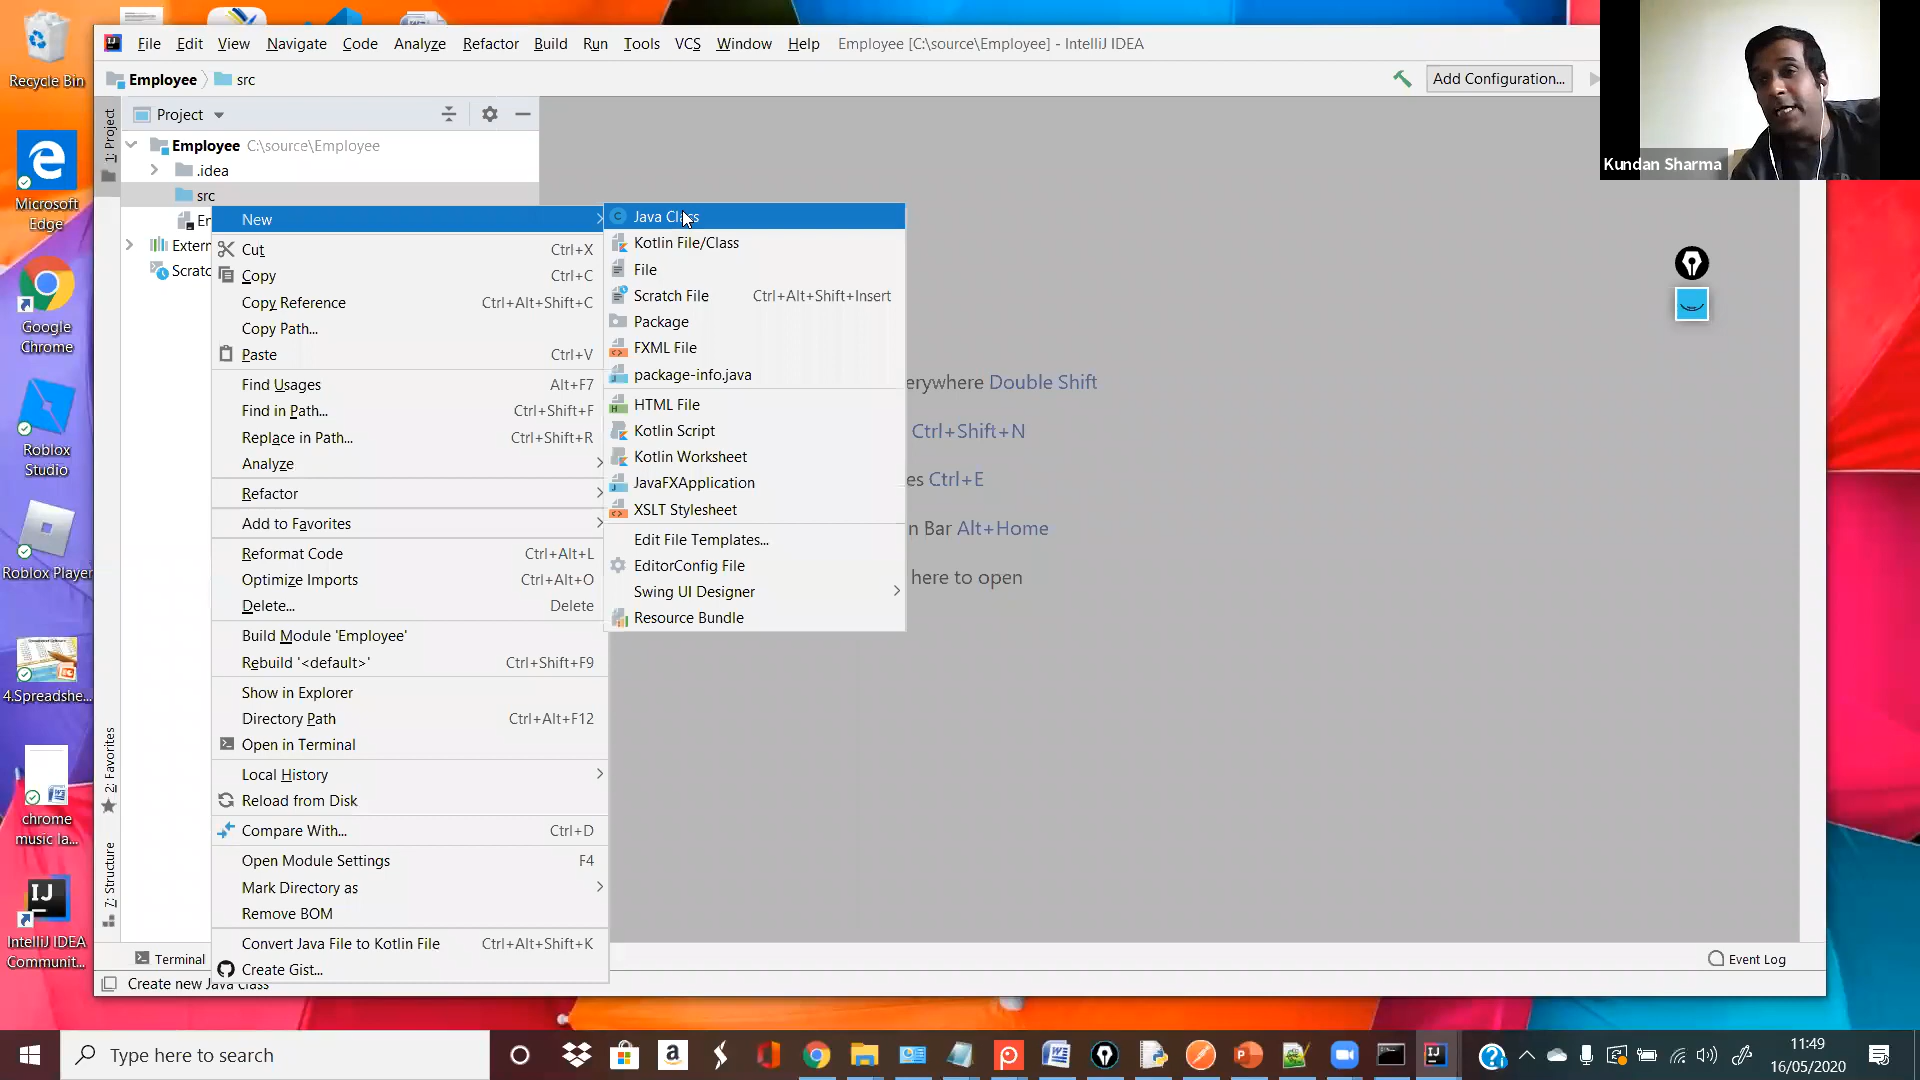 Recycle Bin
Microsoft
Edge
Google
Chrome
Roblox
Studio
Roblox Player
4.Spreadshe...
chrome
music la...
IntelliJ IDEA
Communit...
File Edit View Navigate Code Analyze Refactor Build Run Tools VCS Window Help Employee [C:\source\Employee] - IntelliJ IDEA
Employee src
Add Configuration...
1: Project
2: Favorites
7: Structure
Project
Employee C:\source\Employee
.idea
src
Extern
Scratc
New
Cut Ctrl+X
Copy Ctrl+C
Copy Reference Ctrl+Alt+Shift+C
Copy Path...
Paste Ctrl+V
Find Usages Alt+F7
Find in Path... Ctrl+Shift+F
Replace in Path... Ctrl+Shift+R
Analyze
Refactor
Add to Favorites
Reformat Code Ctrl+Alt+L
Optimize Imports Ctrl+Alt+O
Delete... Delete
Build Module 'Employee'
Rebuild '<default>' Ctrl+Shift+F9
Show in Explorer
Directory Path Ctrl+Alt+F12
Open in Terminal
Local History
Reload from Disk
Compare With... Ctrl+D
Open Module Settings F4
Mark Directory as
Remove BOM
Convert Java File to Kotlin File Ctrl+Alt+Shift+K
Create Gist...
Java Class
Kotlin File/Class
File
Scratch File Ctrl+Alt+Shift+Insert
Package
FXML File
package-info.java
HTML File
Kotlin Script
Kotlin Worksheet
JavaFXApplication
XSLT Stylesheet
Edit File Templates...
EditorConfig File
Swing UI Designer
Resource Bundle
erywhere Double Shift
Ctrl+Shift+N
es Ctrl+E
n Bar Alt+Home
here to open
Kundan Sharma
Terminal
Event Log
Create new Java class
Type here to search
11:49
16/05/2020